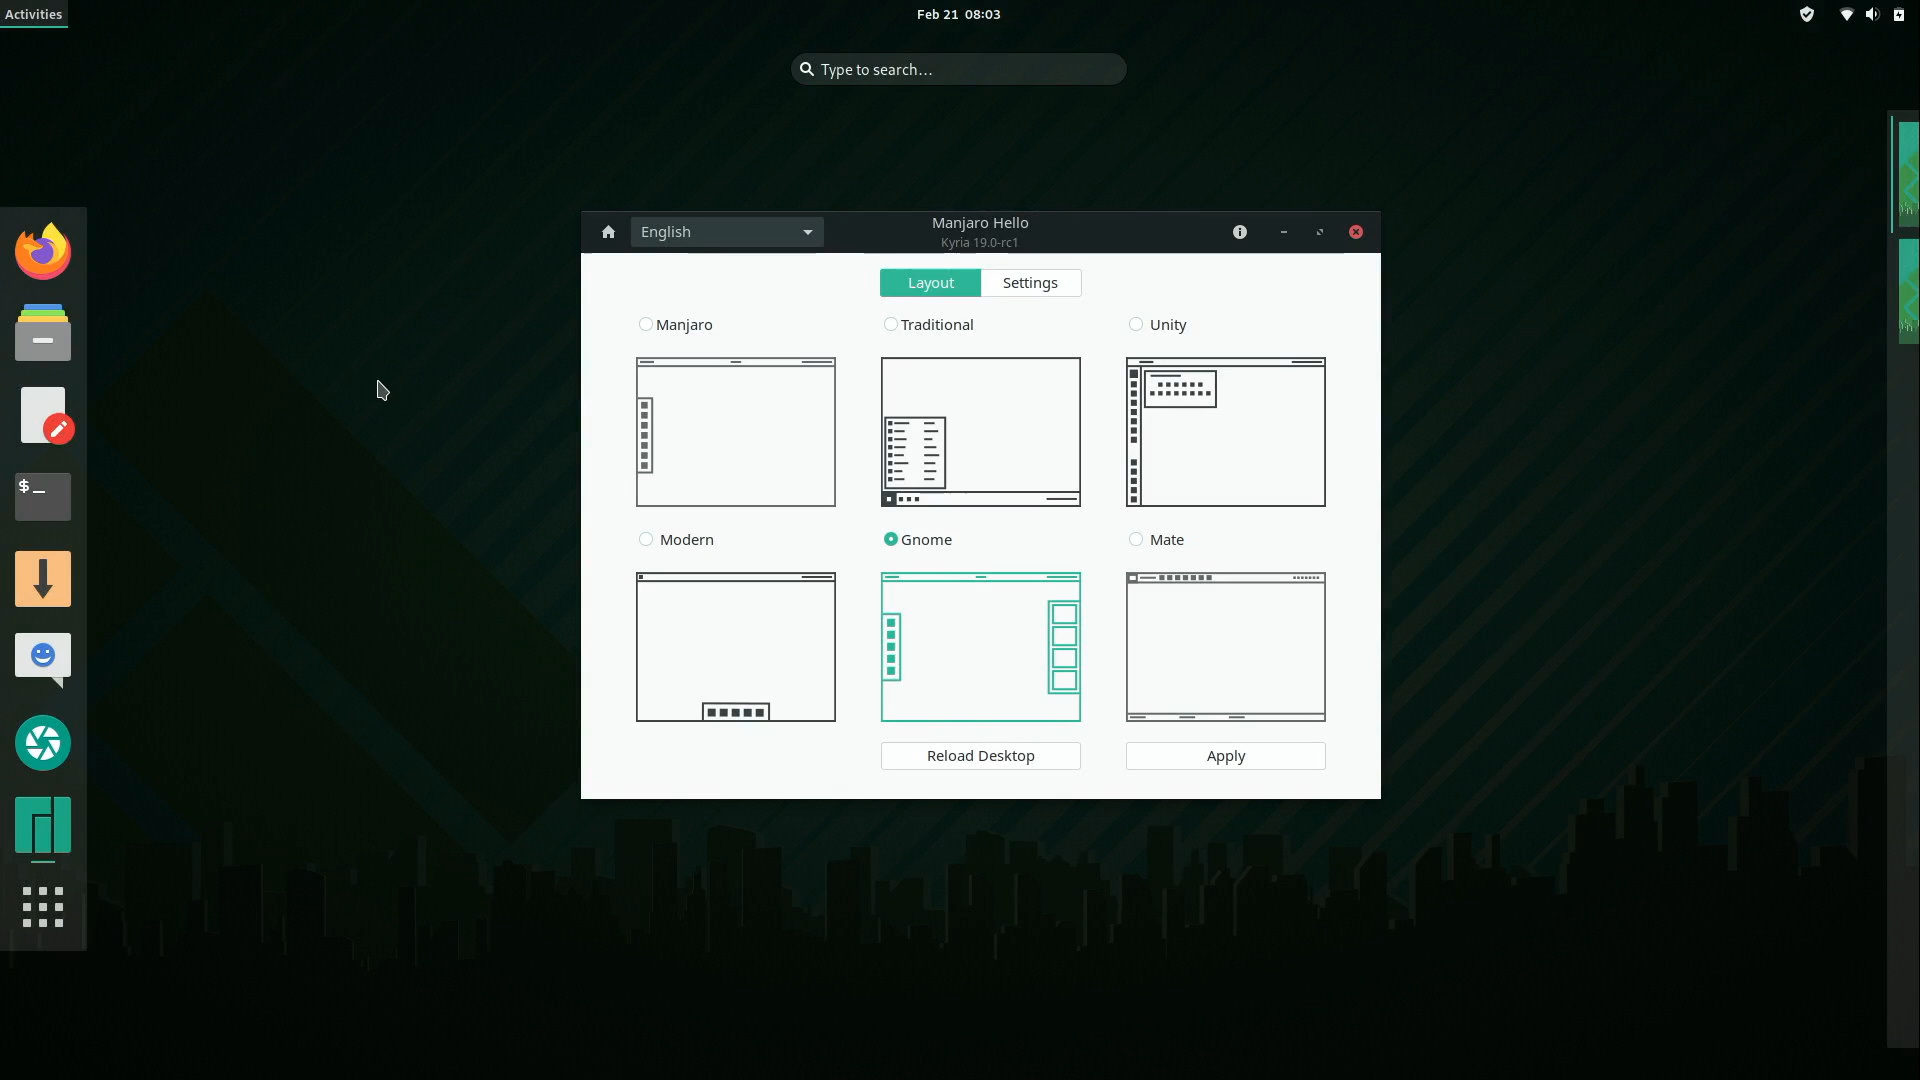 Activities
Feb 21 08:03
Type to search...
English
Manjaro Hello
Kyria 19.0-rc1
Layout
Settings
Manjaro
Traditional
Unity
Modern
Gnome
Mate
Reload Desktop
Apply
$_